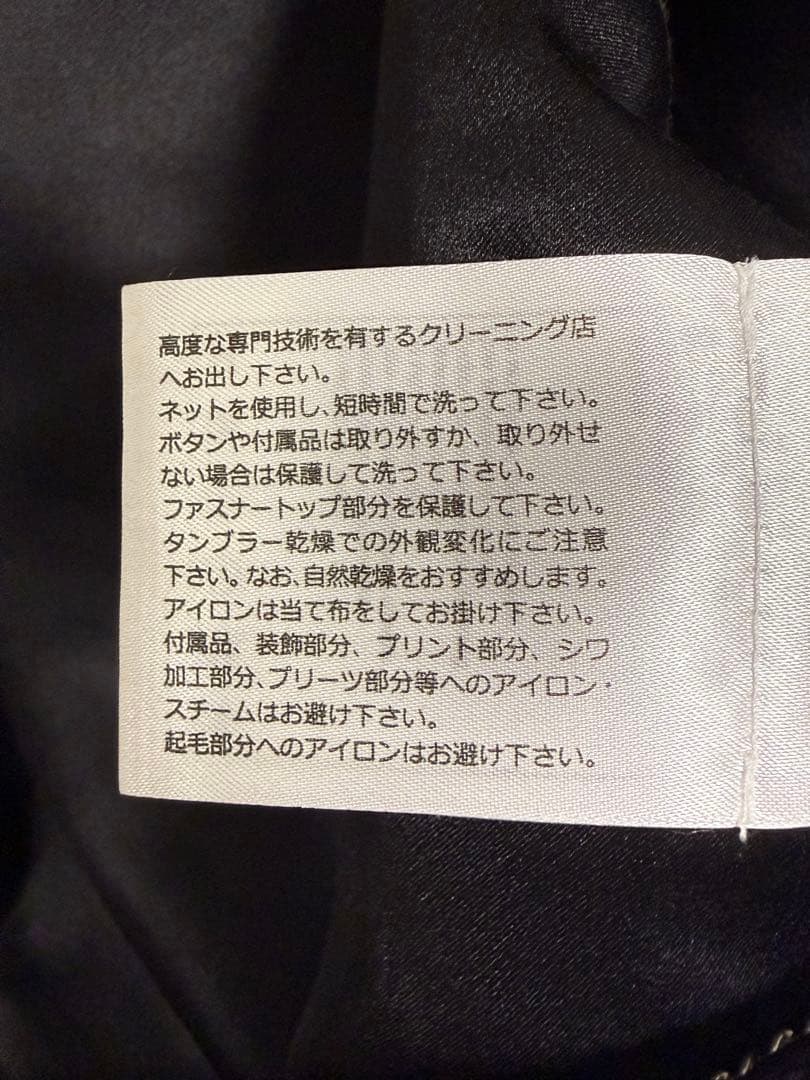 高度な専門技術を有するクリーニング店
へお出し下さい。
ネットを使用し、短時間で洗って下さい。
ボタンや付属品は取り外すか、取り外せ
ない場合は保護して洗って下さい。
ファスナートップ部分を保護して下さい。
タンブラー乾燥での外観変化にご注意
下さい。なお、自然乾燥をおすすめします。
アイロンは当て布をしてお掛け下さい。
付属品、装飾部分、プリント部分、シワ
加工部分、プリーツ部分等へのアイロン・
スチームはお避け下さい。
起毛部分へのアイロンはお避け下さい。